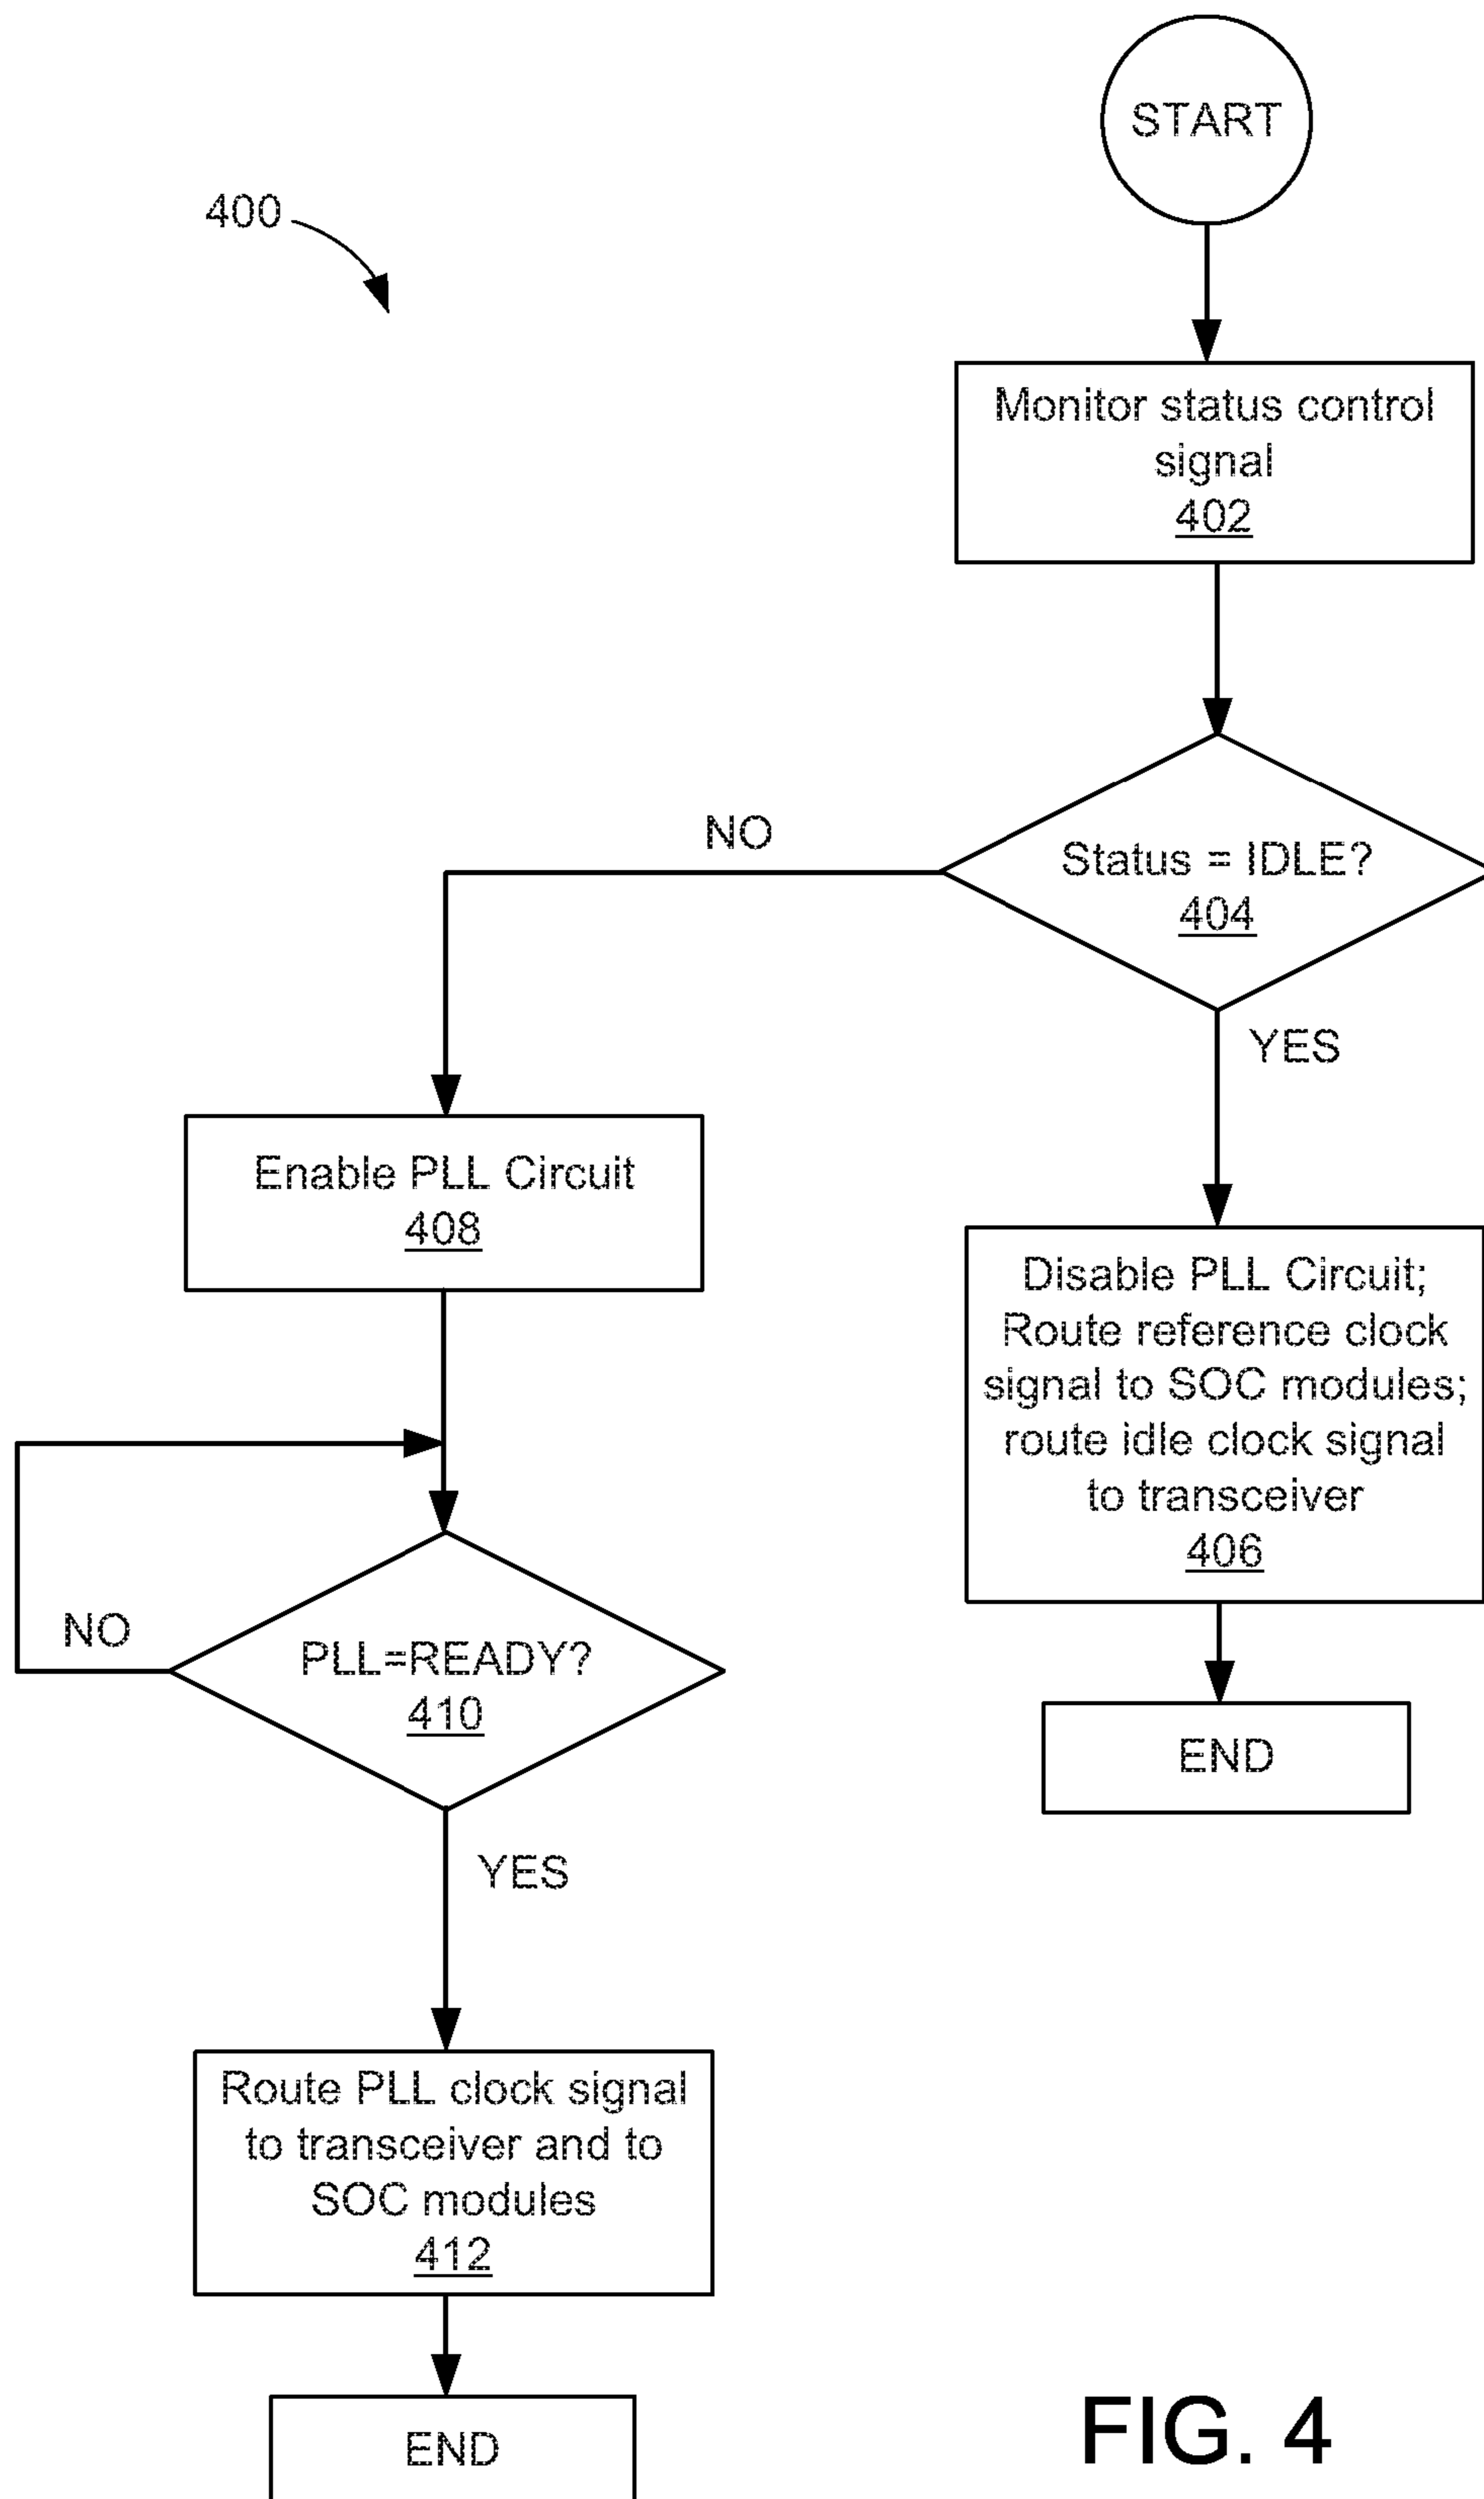 START
400
Monitor status control
signal
402
NO
Status = IDLE?
404
YES
Enable PLL Circuit
408
Disable PLL Circuit;
Route reference clock
signal to SOC modules;
route idle clock signal
to transceiver
406
NO
PLL=READY?
410
END
YES
Route PLL clock signal
to transceiver and to
SOC modules
412
END
FIG. 4